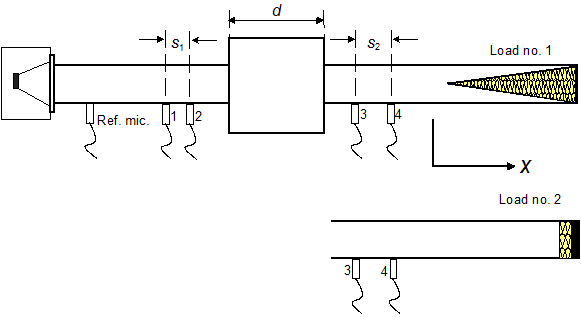 d
s1
s2
Load no. 1
Ref. mic.
1
2
3
4
X
Load no. 2
3
4